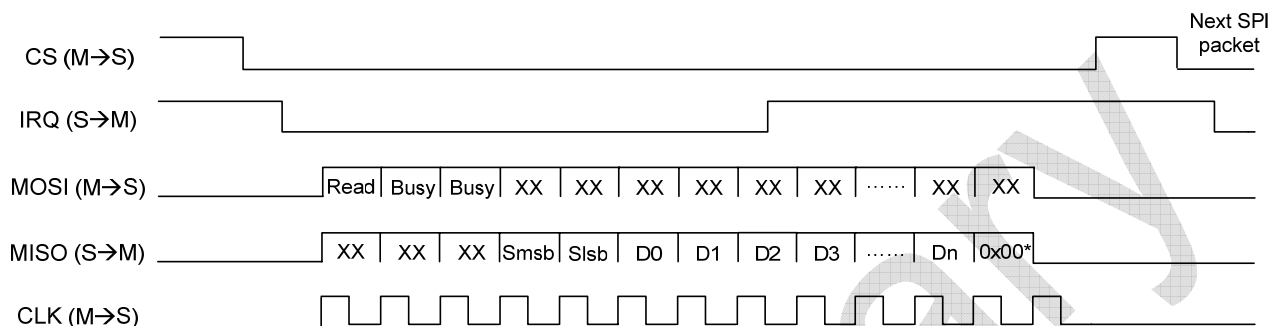 Next SPI
packet
CS (M→S)
IRQ (S→M)
MOSI (M→S) Read Busy Busy XX XX XX XX XX XX ...... XX XX
MISO (S→M) XX XX XX Smsb Slsb D0 D1 D2 D3 ...... Dn 0x00*
CLK (M→S)